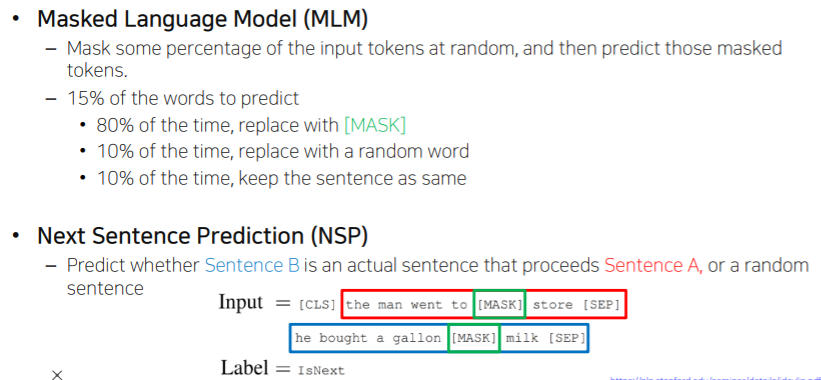 • Masked Language Model (MLM)
– Mask some percentage of the input tokens at random, and then predict those masked
tokens.
– 15% of the words to predict
• 80% of the time, replace with [MASK]
• 10% of the time, replace with a random word
• 10% of the time, keep the sentence as same
• Next Sentence Prediction (NSP)
– Predict whether Sentence B is an actual sentence that proceeds Sentence A, or a random
sentence
Input = [CLS] the man went to [MASK] store [SEP]
he bought a gallon [MASK] milk [SEP]
Label = IsNext